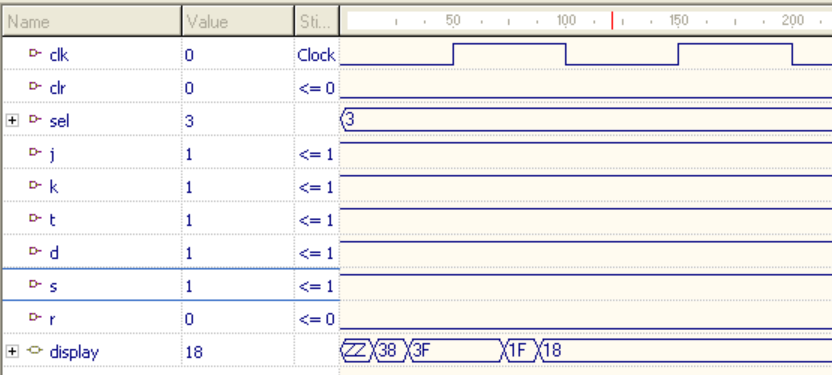 Name Value Sti... 50 100 150 200
clk 0 Clock
clr 0 <= 0
sel 3 3
j 1 <= 1
k 1 <= 1
t 1 <= 1
d 1 <= 1
s 1 <= 1
r 0 <= 0
display 18 ZZ 38 3F 1F 18